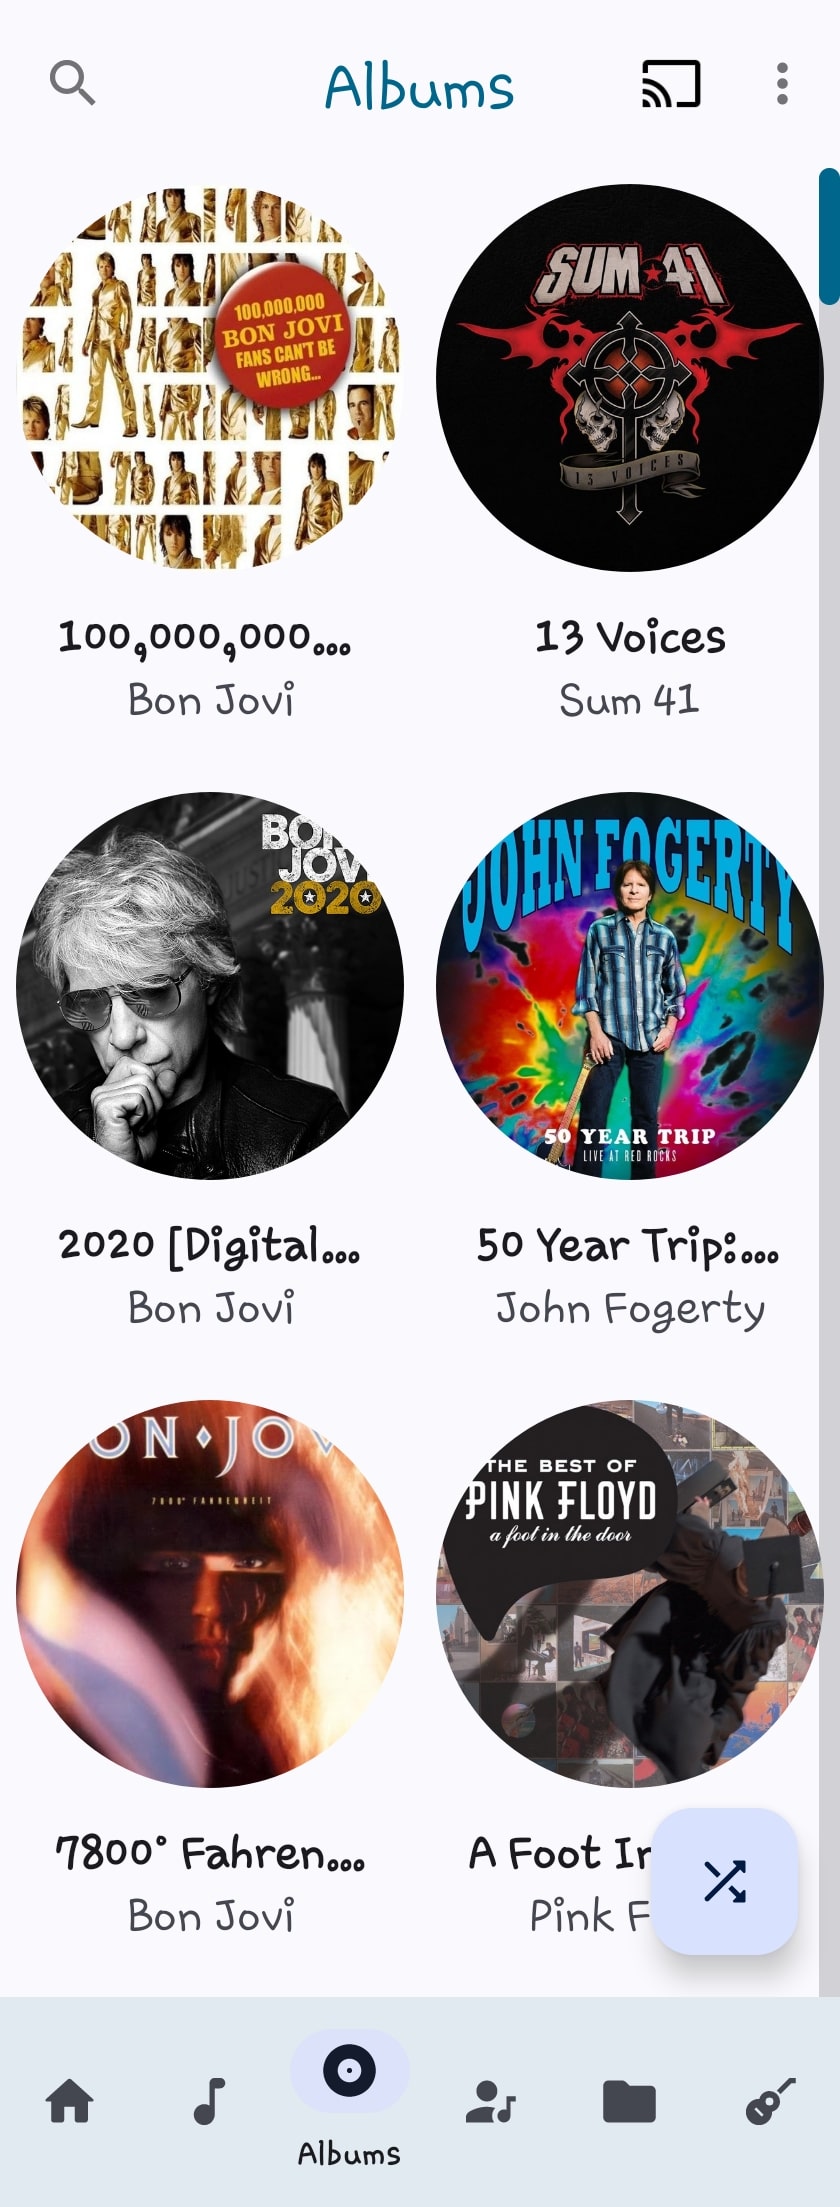 Albums
100,000,000
BON JOVI
FANS CAN'T BE
WRONG...
SUM 41
13 VOICES
100,000,000...
Bon Jovi
13 Voices
Sum 41
BON
JOVI
2020
JOHN FOGERTY
50 YEAR TRIP
LIVE AT RED ROCKS
2020 [Digital...
Bon Jovi
50 Year Trip:...
John Fogerty
ON JOV
7800° FAHRENHEIT
THE BEST OF
PINK FLOYD
a foot in the door
7800° Fahren...
Bon Jovi
A Foot In
Pink F
Albums